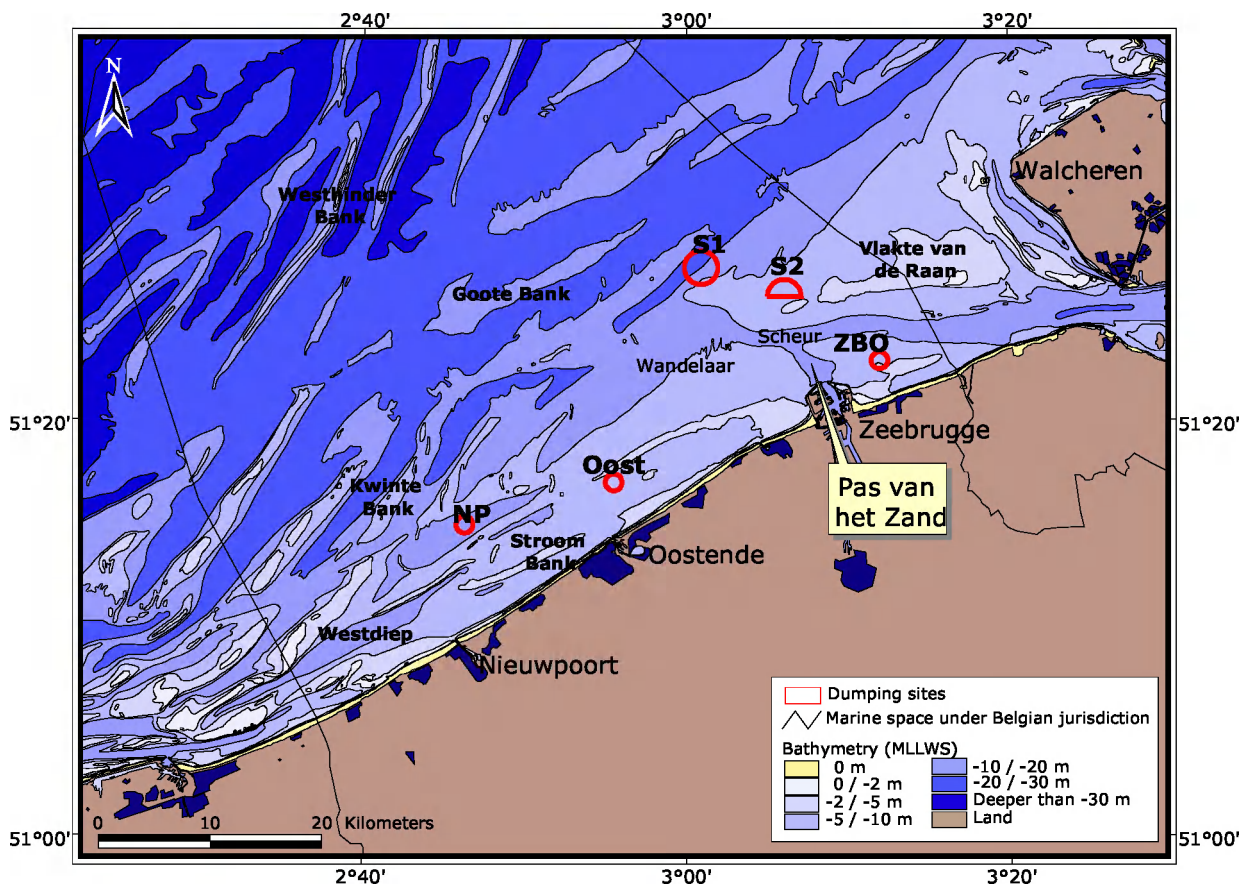 2°40'
3°00'
3°20'
N
Walcheren
Westhinder
Bank
S1
Vlakte van
de Raan
S2
Goote Bank
Scheur
ZBO
Wandelaar
51°20'
51°20'
Zeebrugge
Oost
Kwinte
Bank
Pas van
het Zand
NP
Stroom
Bank
Oostende
Westdiep
Nieuwpoort
Dumping sites
Marine space under Belgian jurisdiction
Bathymetry (MLLWS)
0 m
0 / -2 m
-2 / -5 m
-5 / -10 m
-10 / -20 m
-20 / -30 m
Deeper than -30 m
Land
0 10 20 Kilometers
51°00'
51°00'
2°40'
3°00'
3°20'